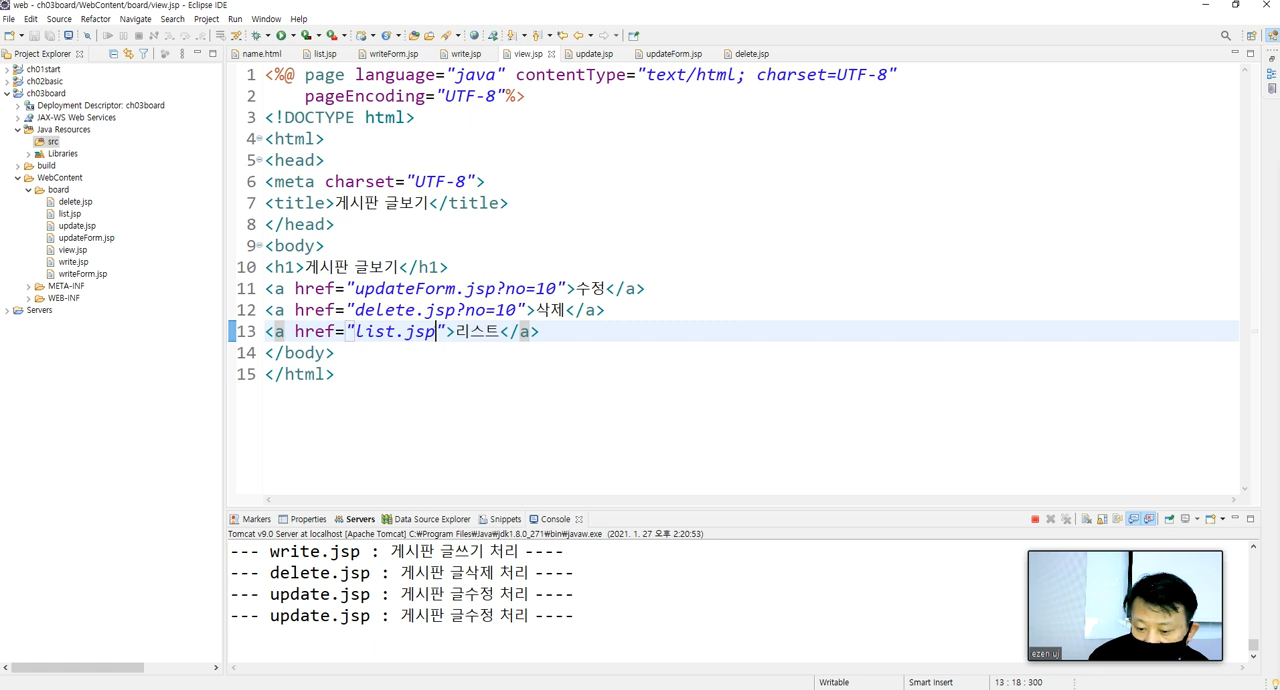 web - ch03board/WebContent/board/view.jsp - Eclipse IDE
File Edit Source Refactor Navigate Search Project Run Window Help
Project Explorer
ch01start
ch02basic
ch03board
Deployment Descriptor: ch03board
JAX-WS Web Services
Java Resources
src
Libraries
build
WebContent
board
delete.jsp
list.jsp
update.jsp
updateForm.jsp
view.jsp
write.jsp
writeForm.jsp
META-INF
WEB-INF
Servers
name.html list.jsp writeForm.jsp write.jsp view.jsp update.jsp updateForm.jsp delete.jsp
1 <%@ page language="java" contentType="text/html; charset=UTF-8"
2 pageEncoding="UTF-8"%>
3 <!DOCTYPE html>
4 <html>
5 <head>
6 <meta charset="UTF-8">
7 <title>게시판 글보기</title>
8 </head>
9 <body>
10 <h1>게시판 글보기</h1>
11 <a href="updateForm.jsp?no=10">수정</a>
12 <a href="delete.jsp?no=10">삭제</a>
13 <a href="list.jsp">리스트</a>
14 </body>
15 </html>
Markers Properties Servers Data Source Explorer Snippets Console
Tomcat v9.0 Server at localhost [Apache Tomcat] C:₩Program Files₩Java₩jdk1.8.0_271₩bin₩javaw.exe (2021. 1. 27 오후 2:20:53)
--- write.jsp : 게시판 글쓰기 처리 ----
--- delete.jsp : 게시판 글삭제 처리 ----
--- update.jsp : 게시판 글수정 처리 ----
--- update.jsp : 게시판 글수정 처리 ----
ezen uj
Writable Smart Insert 13 : 18 : 300